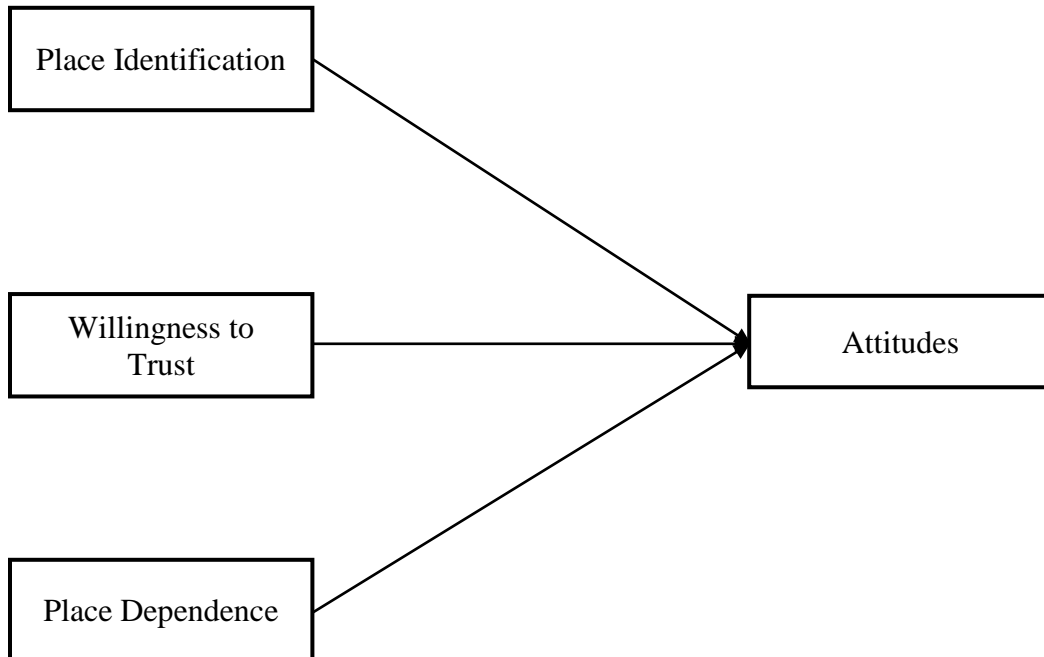 Place Identification
Willingness to
Trust
Attitudes
Place Dependence